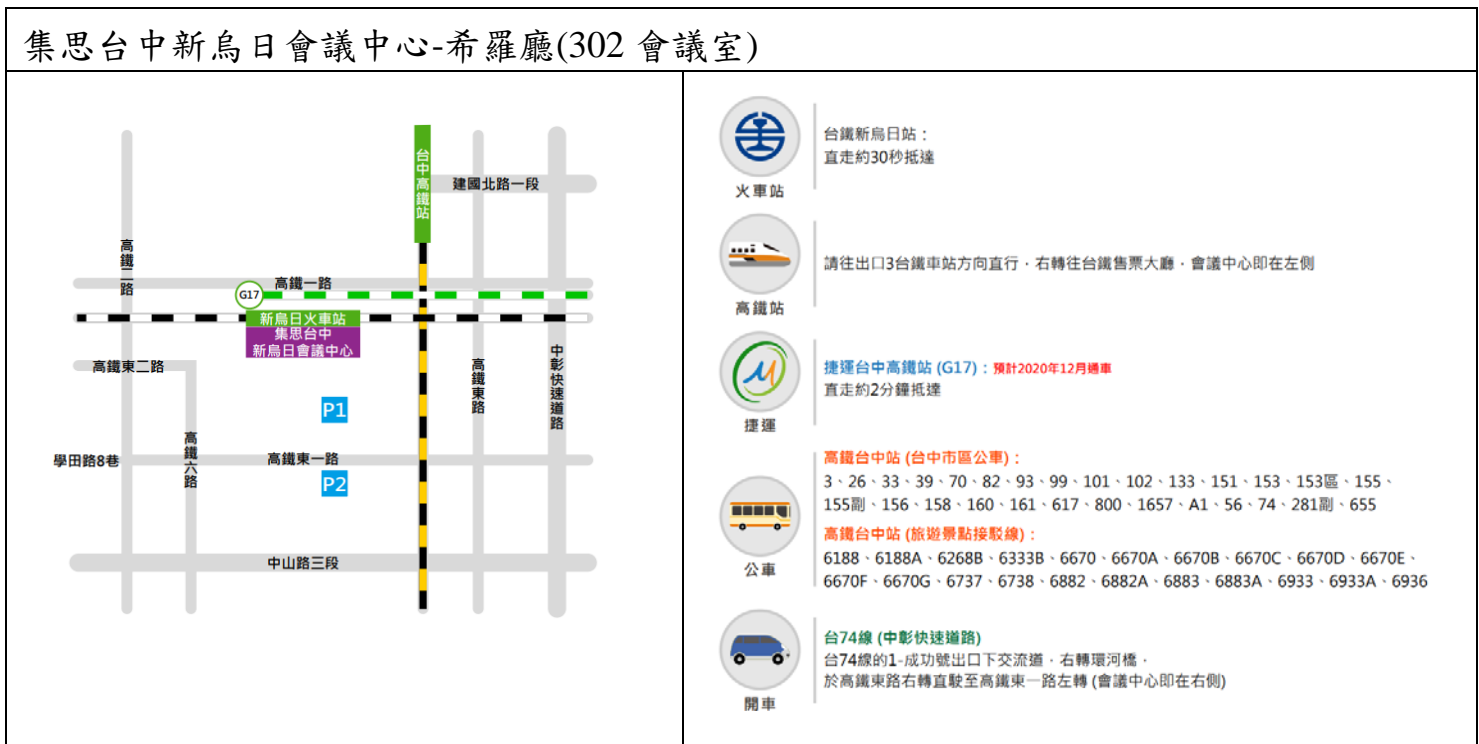 集思台中新烏日會議中心-希羅廳(302 會議室)
台中高鐵站
建國北路一段
高鐵二路
高鐵一路
G17
新烏日火車站
集思台中
新烏日會議中心
高鐵東二路
高鐵東路
中彰快速道路
P1
高鐵六路
學田路8巷
高鐵東一路
P2
中山路三段
火車站
台鐵新烏日站：
直走約30秒抵達
高鐵站
請往出口3台鐵車站方向直行，右轉往台鐵售票大廳，會議中心即在左側
捷運
捷運台中高鐵站 (G17)：預計2020年12月通車
直走約2分鐘抵達
公車
高鐵台中站 (台中市區公車)：
3、26、33、39、70、82、93、99、101、102、133、151、153、153區、155、
155副、156、158、160、161、617、800、1657、A1、56、74、281副、655
高鐵台中站 (旅遊景點接駁線)：
6188、6188A、6268B、6333B、6670、6670A、6670B、6670C、6670D、6670E、
6670F、6670G、6737、6738、6882、6882A、6883、6883A、6933、6933A、6936
開車
台74線 (中彰快速道路)
台74線的1-成功號出口下交流道，右轉環河橋，
於高鐵東路右轉直駛至高鐵東一路左轉 (會議中心即在右側)